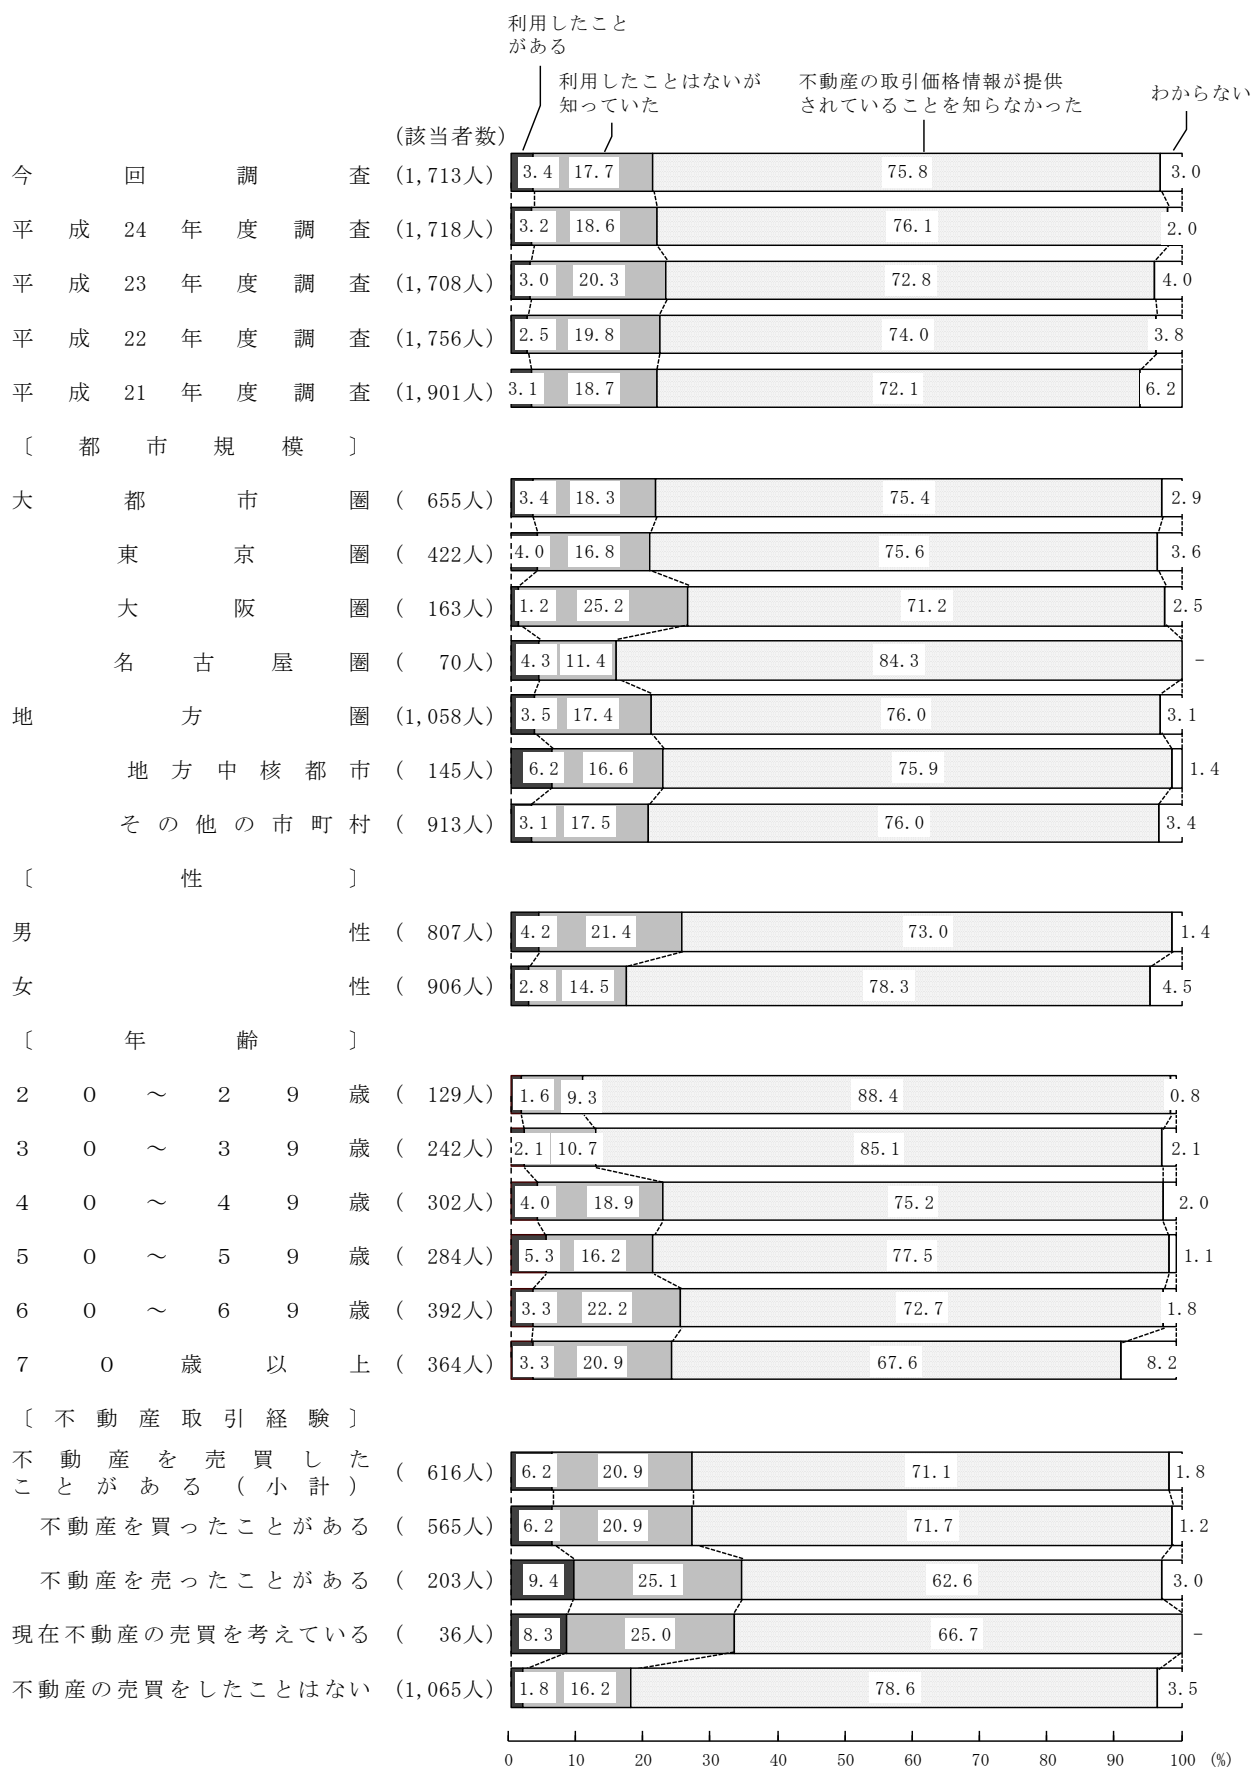 利用したこと
がある
利用したことはないが
知っていた
不動産の取引価格情報が提供
されていることを知らなかった
わからない
(該当者数)
今回調査 (1,713人) 3.4 17.7 75.8 3.0
平成24年度調査 (1,718人) 3.2 18.6 76.1 2.0
平成23年度調査 (1,708人) 3.0 20.3 72.8 4.0
平成22年度調査 (1,756人) 2.5 19.8 74.0 3.8
平成21年度調査 (1,901人) 3.1 18.7 72.1 6.2
〔都市規模〕
大都市圏 ( 655人) 3.4 18.3 75.4 2.9
東京圏 ( 422人) 4.0 16.8 75.6 3.6
大阪圏 ( 163人) 1.2 25.2 71.2 2.5
名古屋圏 ( 70人) 4.3 11.4 84.3 -
地方圏 (1,058人) 3.5 17.4 76.0 3.1
地方中核都市 ( 145人) 6.2 16.6 75.9 1.4
その他の市町村 ( 913人) 3.1 17.5 76.0 3.4
〔性〕
男性 ( 807人) 4.2 21.4 73.0 1.4
女性 ( 906人) 2.8 14.5 78.3 4.5
〔年齢〕
２０～２９歳 ( 129人) 1.6 9.3 88.4 0.8
３０～３９歳 ( 242人) 2.1 10.7 85.1 2.1
４０～４９歳 ( 302人) 4.0 18.9 75.2 2.0
５０～５９歳 ( 284人) 5.3 16.2 77.5 1.1
６０～６９歳 ( 392人) 3.3 22.2 72.7 1.8
７０歳以上 ( 364人) 3.3 20.9 67.6 8.2
〔不動産取引経験〕
不動産を売買した
ことがある(小計) ( 616人) 6.2 20.9 71.1 1.8
不動産を買ったことがある ( 565人) 6.2 20.9 71.7 1.2
不動産を売ったことがある ( 203人) 9.4 25.1 62.6 3.0
現在不動産の売買を考えている ( 36人) 8.3 25.0 66.7 -
不動産の売買をしたことはない (1,065人) 1.8 16.2 78.6 3.5
0 10 20 30 40 50 60 70 80 90 100 (%)